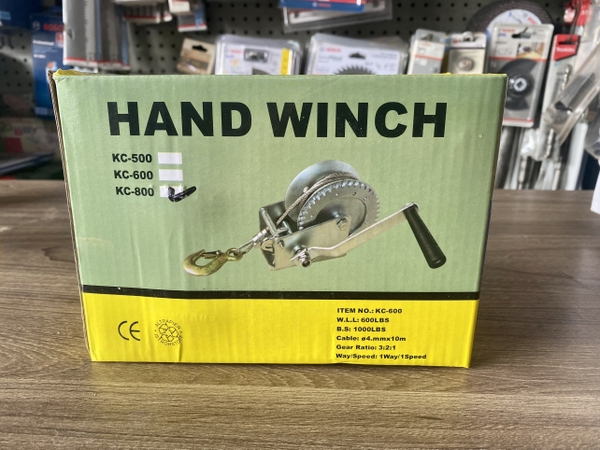 HAND WINCH
KC-500
KC-600
KC-800
CE
ITEM NO.: KC-600
W.L.L: 600LBS
B.S: 1000LBS
Cable: ø4.mmx10m
Gear Ratio: 3:2:1
Way/Speed: 1Way/1Speed